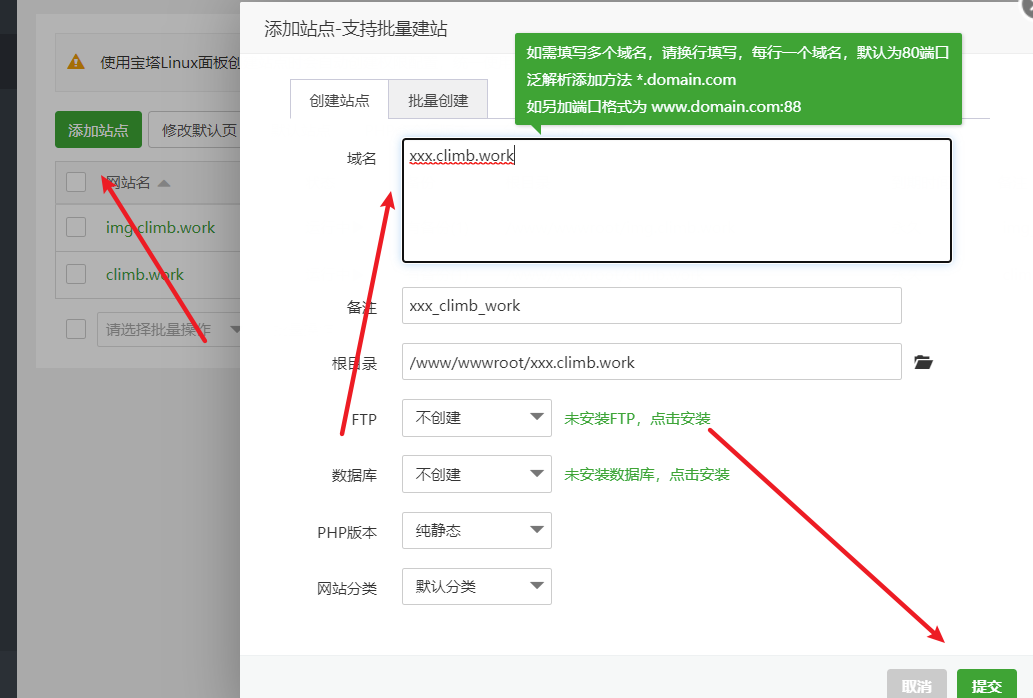 添加站点-支持批量建站
如需填写多个域名，请换行填写，每行一个域名，默认为80端口
泛解析添加方法 *.domain.com
如另加端口格式为 www.domain.com:88
使用宝塔Linux面板创
创建站点
批量创建
添加站点
修改默认页
域名
xxx.climb.work
网站名
img.climb.work
climb.work
备注
xxx_climb_work
请选择批量操作
根目录
/www/wwwroot/xxx.climb.work
FTP
不创建
未安装FTP，点击安装
数据库
不创建
未安装数据库，点击安装
PHP版本
纯静态
网站分类
默认分类
取消
提交